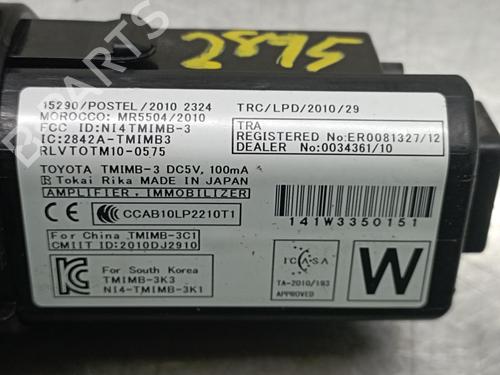 2895
B-PARTS
15290/POSTEL/2010 2324
MOROCCO: MR5504/2010
FCC ID:NI4TMIMB-3
IC:2842A-TMIMB3
RLVTOTM10-0575
TRC/LPD/2010/29
TRA
REGISTERED No:ER0081327/12
DEALER No:0034361/10
TOYOTA TMIMB-3 DC5V, 100mA
R Tokai Rika MADE IN JAPAN
AMPLIFIER, IMMOBILIZER
CE CCC CCAB10LP2210T1
141W3350151
For China TMIMB-3C1
CMIIT ID:2010DJ2910
For South Korea
TMIMB-3K3
NI4-TMIMB-3K1
ICASA
TA-2010/193
APPROVED
W